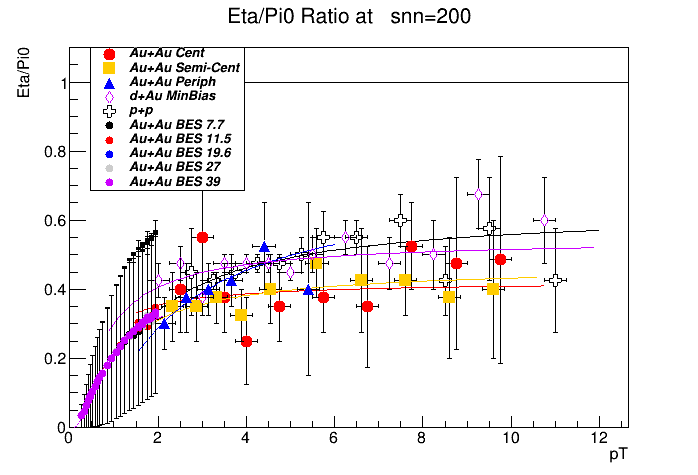 Eta/Pi0 Ratio at snn=200
Eta/Pi0
Au+Au Cent
Au+Au Semi-Cent
Au+Au Periph
d+Au MinBias
p+p
Au+Au BES 7.7
Au+Au BES 11.5
Au+Au BES 19.6
Au+Au BES 27
Au+Au BES 39
1
0.8
0.6
0.4
0.2
0
0 2 4 6 8 10 12
pT